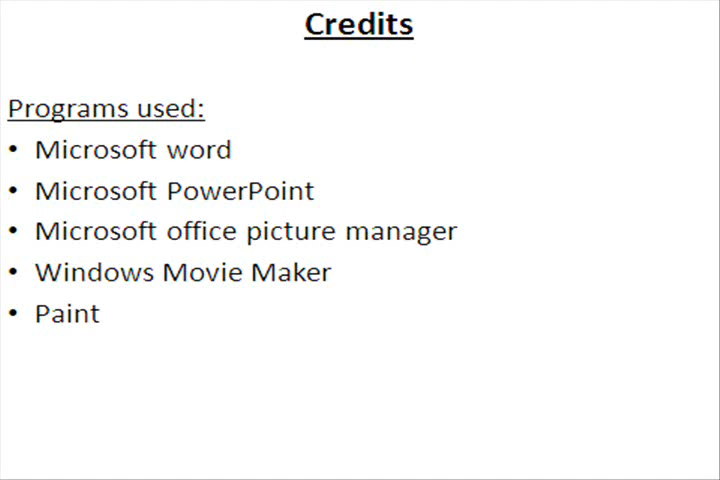 Credits
Programs used:
• Microsoft word
• Microsoft PowerPoint
• Microsoft office picture manager
• Windows Movie Maker
• Paint